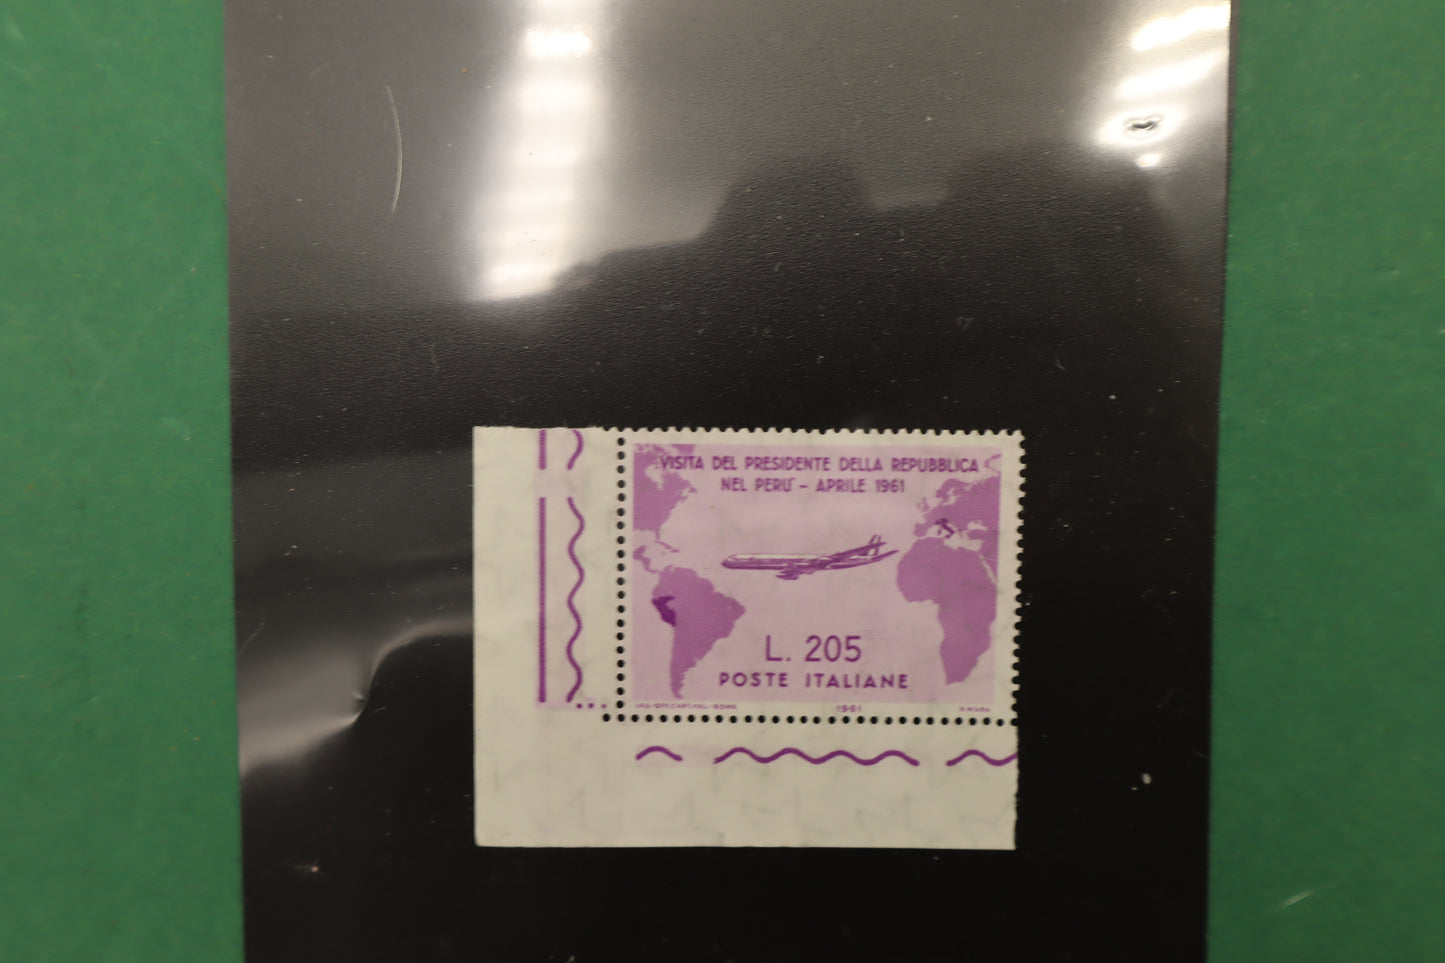 VISITA DEL PRESIDENTE DELLA REPUBBLICA
NEL PERU' - APRILE 1961
L. 205
POSTE ITALIANE
1961